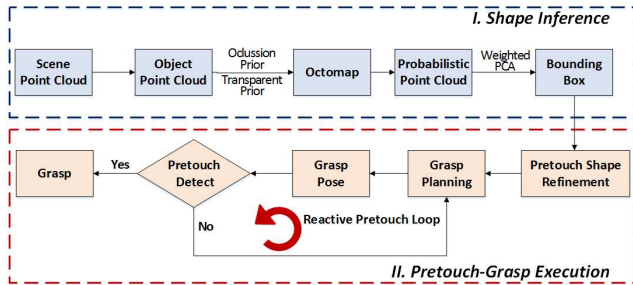 I. Shape Inference
Scene
Point Cloud
Object
Point Cloud
Odussion
Prior
Transparent
Prior
Octomap
Probabilistic
Point Cloud
Weighted
PCA
Bounding
Box
Grasp
Yes
Pretouch
Detect
No
Grasp
Pose
Grasp
Planning
Pretouch Shape
Refinement
Reactive Pretouch Loop
II. Pretouch-Grasp Execution